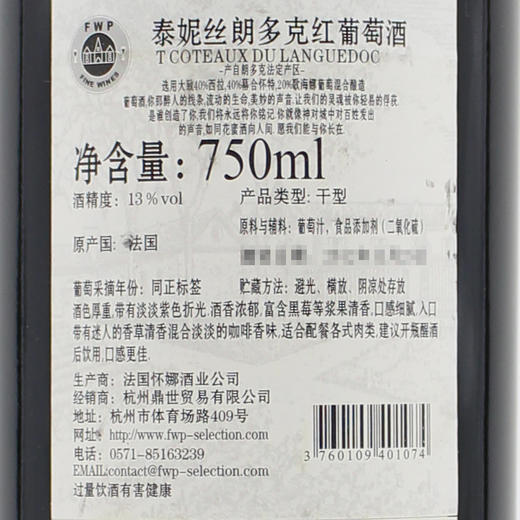 FWP
FINE WINES
泰妮丝朗多克红葡萄酒
T COTEAUX DU LANGUEDOC
—产自朗多克法定产区—
选用大致40%西拉，40%慕合怀特，20%歌海娜葡萄混合酿造
葡萄酒，你那醉人的线条，流动的生命，美妙的声音，让我们的灵魂被你轻易的俘获。
是谁创造了你，我们将永远将你铭记。你就像神对城中对百姓发出
的声音，如同花蜜洒向人间。愿我们能与你长在。
净含量：750ml
酒精度：13%vol
产品类型：干型
原产国：法国
原料与辅料：葡萄汁，食品添加剂（二氧化硫）
葡萄采摘年份：同正标签
贮藏方法：避光、横放、阴凉处存放
酒色厚重，带有淡淡紫色折光，酒香浓郁，富含黑莓等浆果清香，口感细腻，入口
带有迷人的香草清香混合淡淡的咖啡香味，适合配餐各式肉类，建议开瓶醒酒
后饮用，口感更佳.
生产商：法国怀娜酒业公司
经销商：杭州鼎世贸易有限公司
地址：杭州市体育场路409号
网址：http://www.fwp-selection.com
电话：0571-85163239
EMAIL:contact@fwp-selection.com
过量饮酒有害健康
3 760109 401074